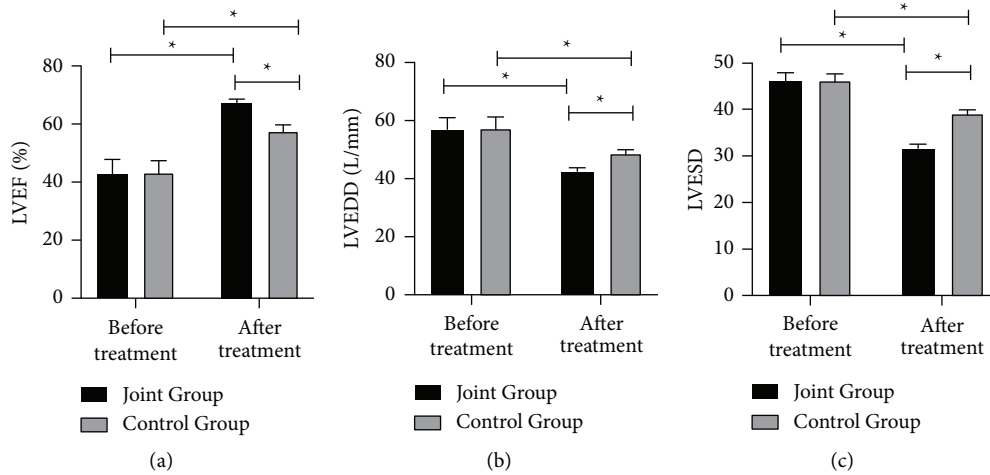 *
*
*
80
60
40
20
0
LVEF (%)
Before
treatment
After
treatment
Joint Group
Control Group
(a)
*
*
*
80
60
40
20
0
LVEDD (L/mm)
Before
treatment
After
treatment
Joint Group
Control Group
(b)
*
*
*
50
40
30
20
10
0
LVESD
Before
treatment
After
treatment
Joint Group
Control Group
(c)